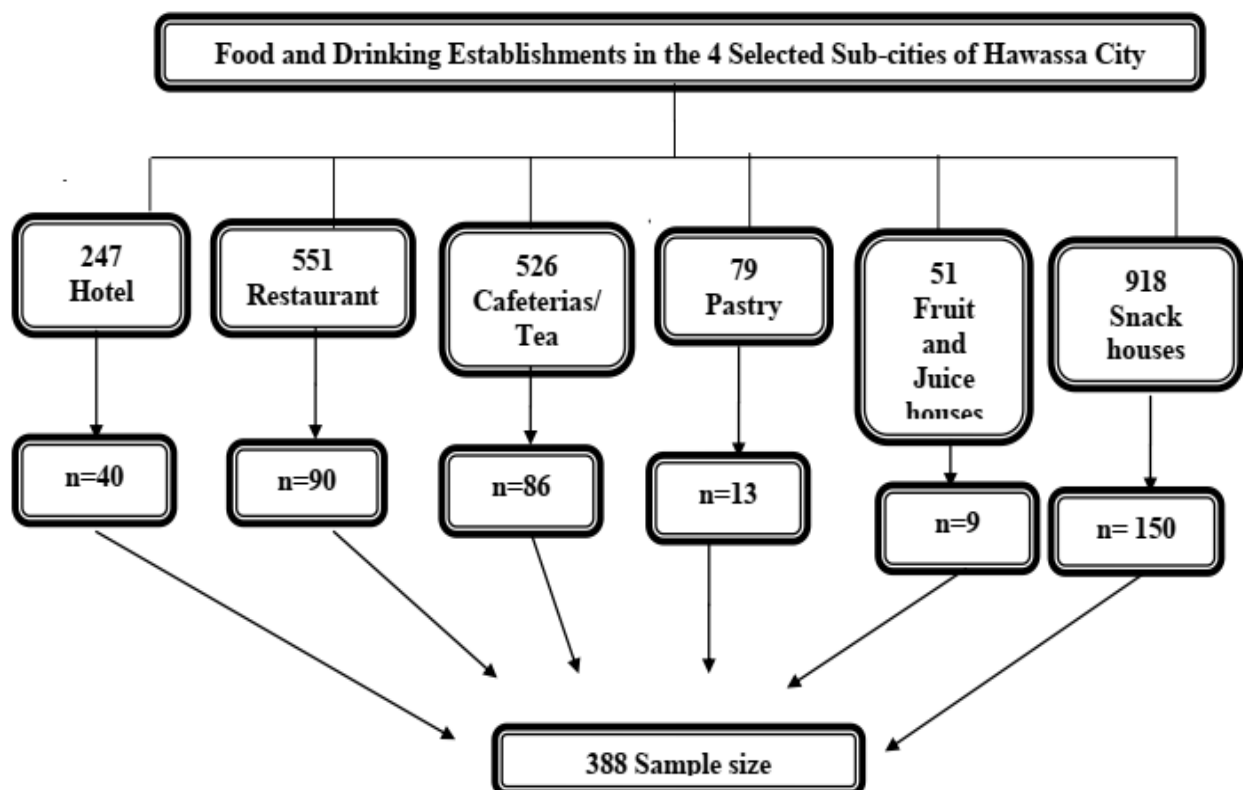 Food and Drinking Establishments in the 4 Selected Sub-cities of Hawassa City
247
Hotel
551
Restaurant
526
Cafeterias/
Tea
79
Pastry
51
Fruit
and
Juice
houses
918
Snack
houses
n=40
n=90
n=86
n=13
n=9
n= 150
388 Sample size